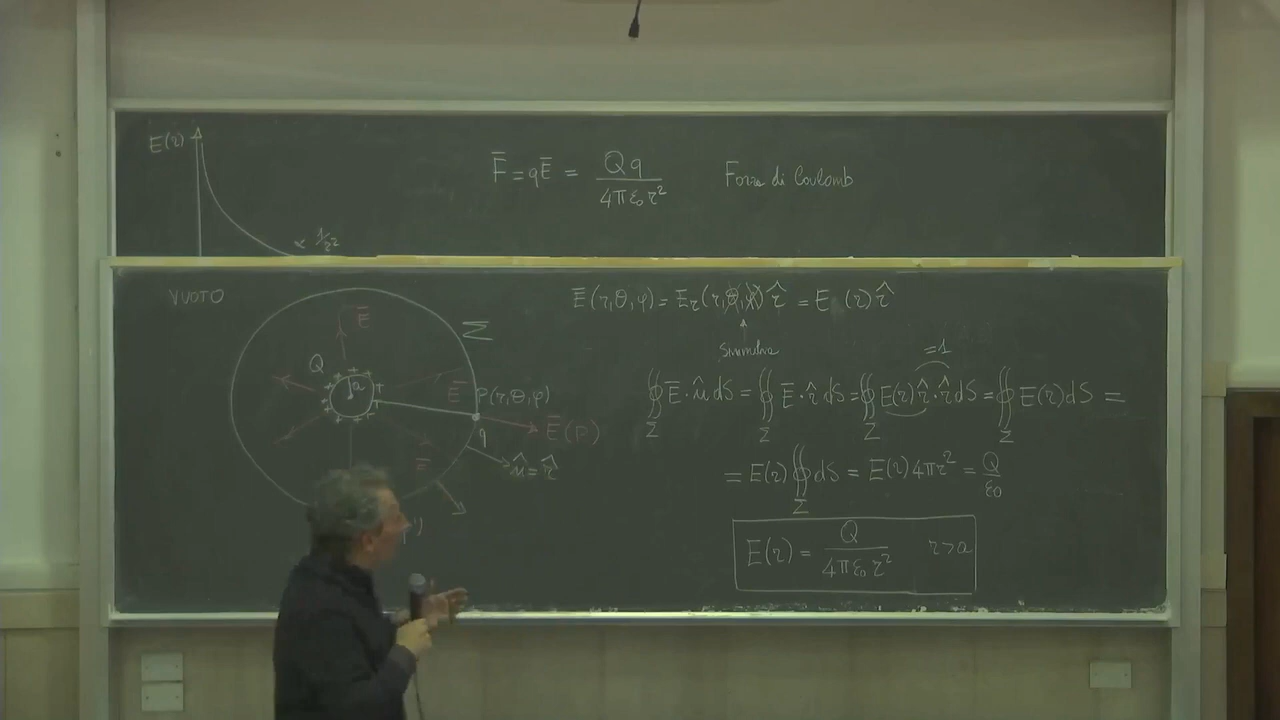 E(r)
F̄ = qĒ = Qq / 4πε₀r² Forza di Coulomb
∝ 1/r²
VUOTO
Ē(r,θ,φ) = Er(r,θ,φ) r̂ = E (r) r̂
simmetria
Ē
Σ
Q
a
Ē
P(r,θ,φ)
Ē(P)
q
Ē
n̂ = r̂
=1
∯Σ Ē · n̂ dS = ∯Σ Ē · r̂ dS = ∯Σ E(r) r̂ · r̂ dS = ∯Σ E(r) dS =
= E(r) ∯Σ dS = E(r) 4πr² = Q/ε₀
E(r) = Q / 4πε₀r² r>a